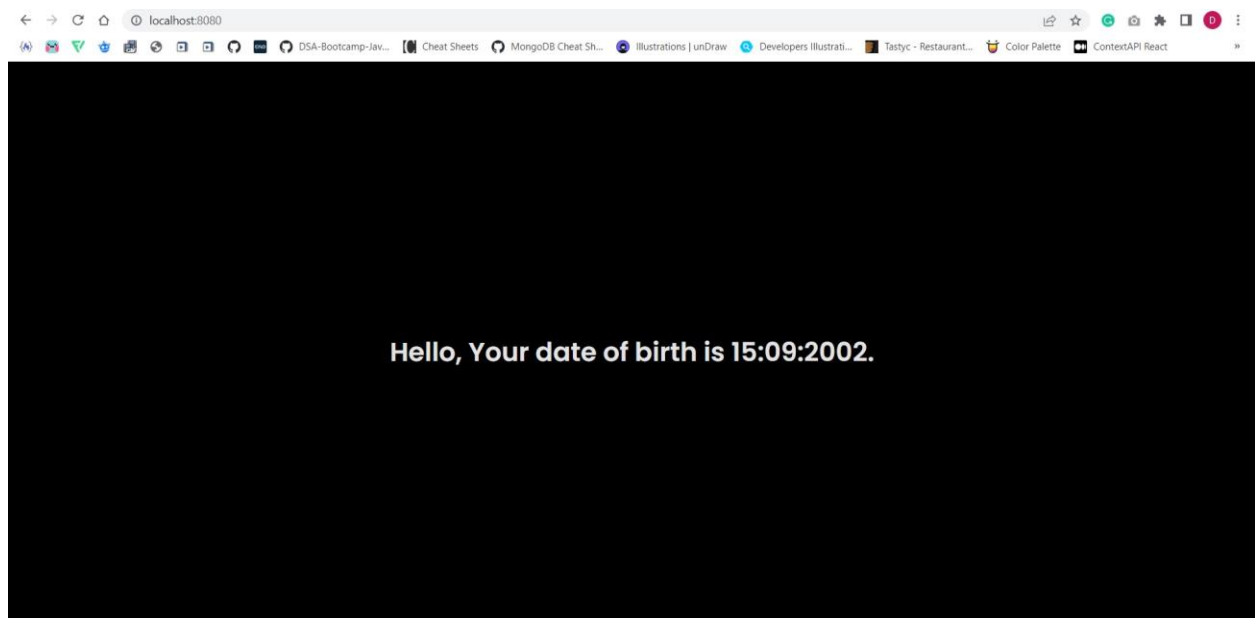 localhost:8080
DSA-Bootcamp-Jav... Cheat Sheets MongoDB Cheat Sh... Illustrations | unDraw Developers Illustrati... Tastyc - Restaurant... Color Palette ContextAPI React »
Hello, Your date of birth is 15:09:2002.